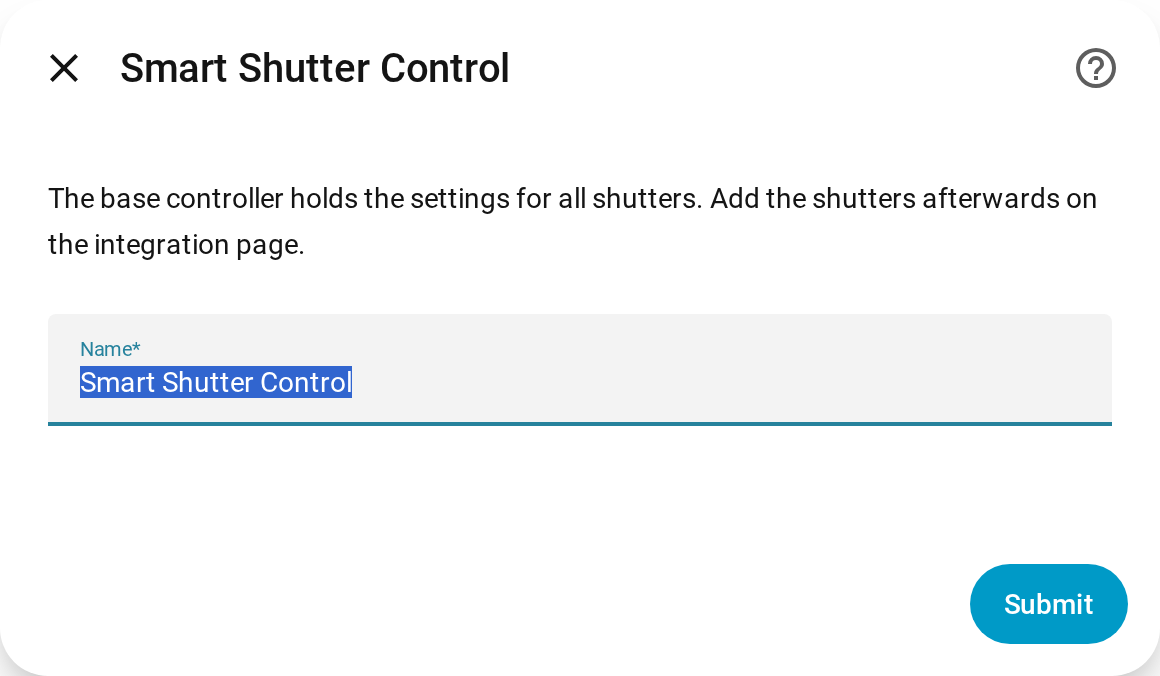 Smart Shutter Control
The base controller holds the settings for all shutters. Add the shutters afterwards on
the integration page.
Name*
Smart Shutter Control
Submit